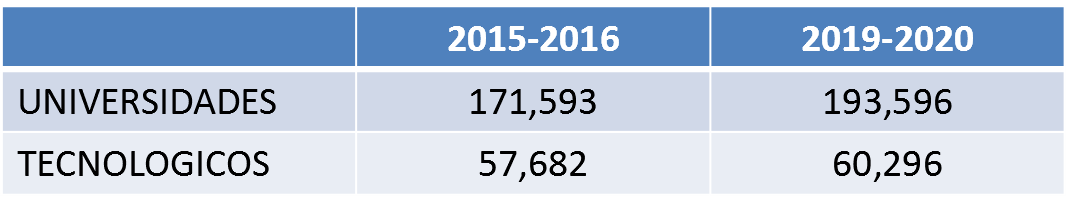 2015-2016 2019-2020
UNIVERSIDADES 171,593 193,596
TECNOLOGICOS 57,682 60,296